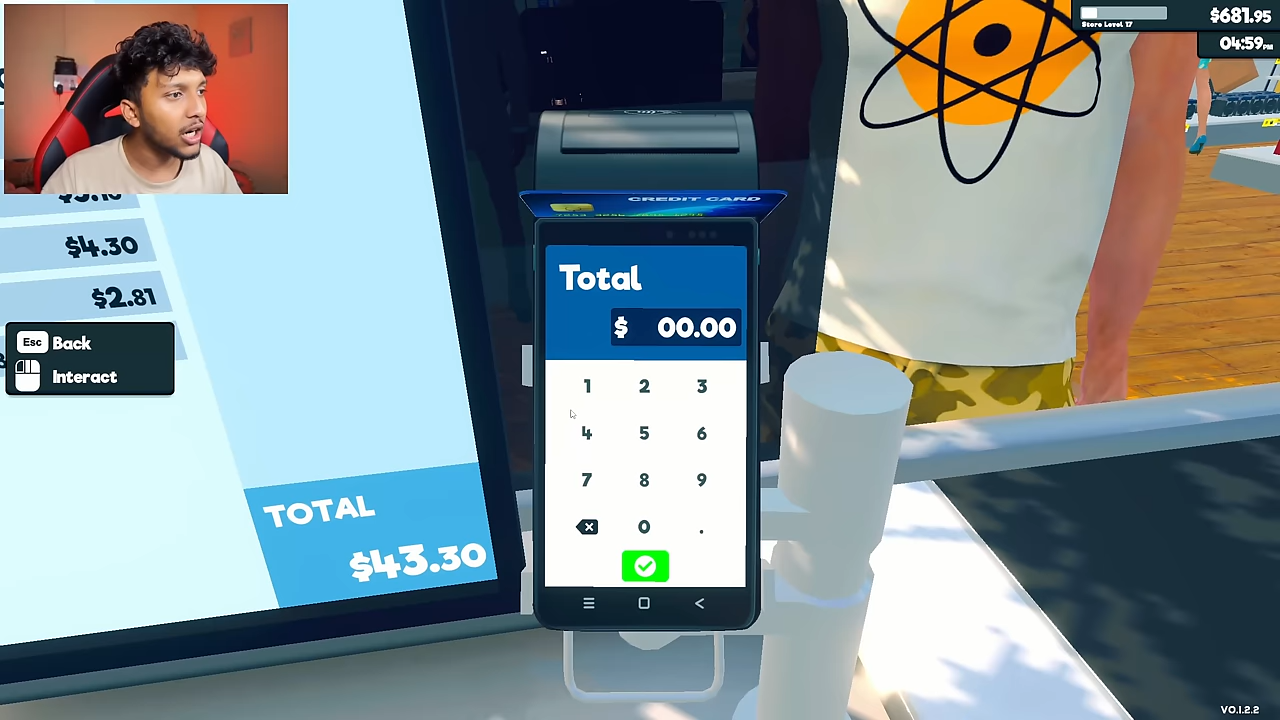 Store Level 17
$681.95
04:59PM
CREDIT CARD
$4.30
$2.81
Esc Back
Interact
Total
$ 00.00
1 2 3
4 5 6
7 8 9
0 .
TOTAL
$43.30
V0.1.2.2